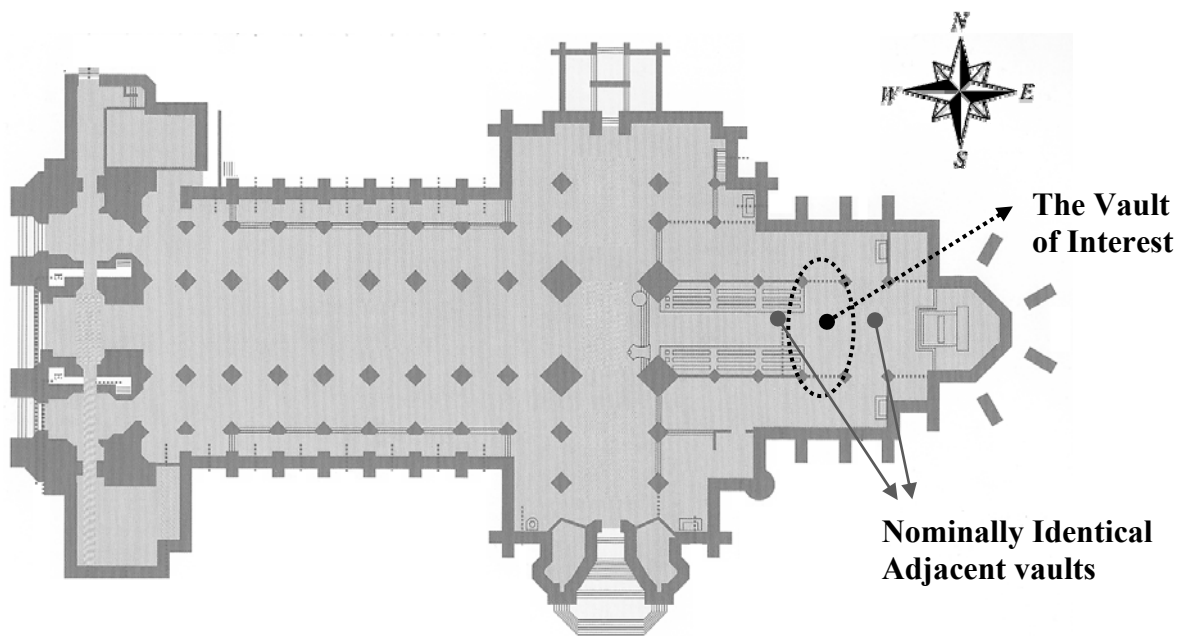 N
W
E
S
The Vault
of Interest
Nominally Identical
Adjacent vaults